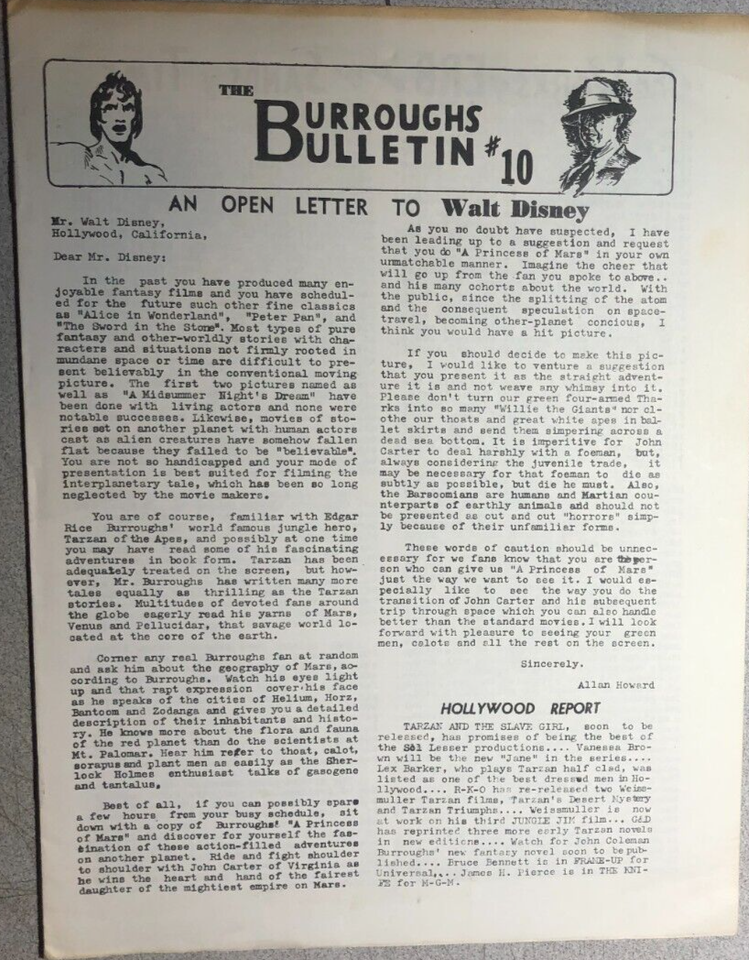 THE
BURROUGHS
BULLETIN #10
AN OPEN LETTER TO Walt Disney
Mr. Walt Disney,
Hollywood, California,
Dear Mr. Disney:
In the past you have produced many en-
joyable fantasy films and you have schedul-
ed for the future such other fine classics
as "Alice in Wonderland", "Peter Pan", and
"The Sword in the Stone". Most types of pure
fantasy and other-worldly stories with cha-
racters and situations not firmly rooted in
mundane space or time are difficult to pre-
sent believably in the conventional moving
picture. The first two pictures named as
well as "A Midsummer Night's Dream" have
been done with living actors and none were
notable successes. Likewise, movies of sto-
ries set on another planet with human actors
cast as alien creatures have somehow fallen
flat because they failed to be "believable".
You are not so handicapped and your mode of
presentation is best suited for filming the
interplanetary tale, which has been so long
neglected by the movie makers.
You are of course, familiar with Edgar
Rice Burroughs' world famous jungle hero,
Tarzan of the Apes, and possibly at one time
you may have read some of his fascinating
adventures in book form. Tarzan has been
adequately treated on the screen, but how-
ever, Mr. Burroughs has written many more
tales equally as thrilling as the Tarzan
stories. Multitudes of devoted fans around
the globe eagerly read his yarns of Mars,
Venus and Pellucidar, that savage world lo-
cated at the core of the earth.
Corner any real Burroughs fan at random
and ask him about the geography of Mars, ac-
cording to Burroughs. Watch his eyes light
up and that rapt expression cover his face
as he speaks of the cities of Helium, Horz,
Bantoom and Zodanga and gives you a detailed
description of their inhabitants and histo-
ry. He knows more about the flora and fauna
of the red planet than do the scientists at
Mt. Palomar. Hear him refer to thoat, calot,
sorapus and plant men as easily as the Sher-
lock Holmes enthusiast talks of gasogene
and tantalus.
Best of all, if you can possibly spare
a few hours from your busy schedule, sit
down with a copy of Burroughs' "A Princess
of Mars" and discover for yourself the fas-
cination of these action-filled adventures
on another planet. Ride and fight shoulder
to shoulder with John Carter of Virginia as
he wins the heart and hand of the fairest
daughter of the mightiest empire on Mars.
As you no doubt have suspected, I have
been leading up to a suggestion and request
that you do "A Princess of Mars" in your own
unmatchable manner. Imagine the cheer that
will go up from the fan you spoke to above..
and his many cohorts about the world. With
the public, since the splitting of the atom
and the consequent speculation on space-
travel, becoming other-planet concious, I
think you would have a hit picture.
If you should decide to make this pic-
ture, I would like to venture a suggestion
that you present it as the straight advent-
ure it is and not weave any whimsy into it.
Please don't turn our green four-armed Tha-
rks into so many "Willie the Giants" nor cl-
othe our thoats and great white apes in bal-
let skirts and send them simpering across a
dead sea bottom. It is imperitive for John
Carter to deal harshly with a foeman, but,
always considering the juvenile trade, it
may be necessary for that foeman to die as
subtly as possible, but die he must. Also,
the Barsoomians are humans and Martian cou-
nterparts of earthly animals and should not
be presented as out and out "horrors" simp-
ly because of their unfamiliar forms.
These words of caution should be unnec-
essary for we fans know that you are the per-
son who can give us "A Princess of Mars"
just the way we want to see it. I would es-
pecially like to see the way you do the
transition of John Carter and his subseqent
trip through space which you can also handle
better than the standard movies. I will look
forward with pleasure to seeing your green
men, calots and all the rest on the screen.
Sincerely.
Allan Howard
HOLLYWOOD REPORT
TARZAN AND THE SLAVE GIRL, soon to be
released, has promises of being the best of
the Sol Lesser productions.... Vanessa Bro-
wn will be the new "Jane" in the series....
Lex Barker, who plays Tarzan half clad, was
listed as one of the best dressed men in Ho-
llywood.... R-K-O has re-released two Weiss-
muller Tarzan films, Tarzan's Desert Mystery
and Tarzan Triumphs.... Weissmuller is now
at work on his third JUNGLE JIM film... G&D
has reprinted three more early Tarzan novels
in new editions.... Watch for John Coleman
Burroughs' new fantasy novel soon to be pub-
lished.... Bruce Bennett is in FRAME-UP for
Universal.... James H. Pierce is in THE KNI-
FE for M-G-M.